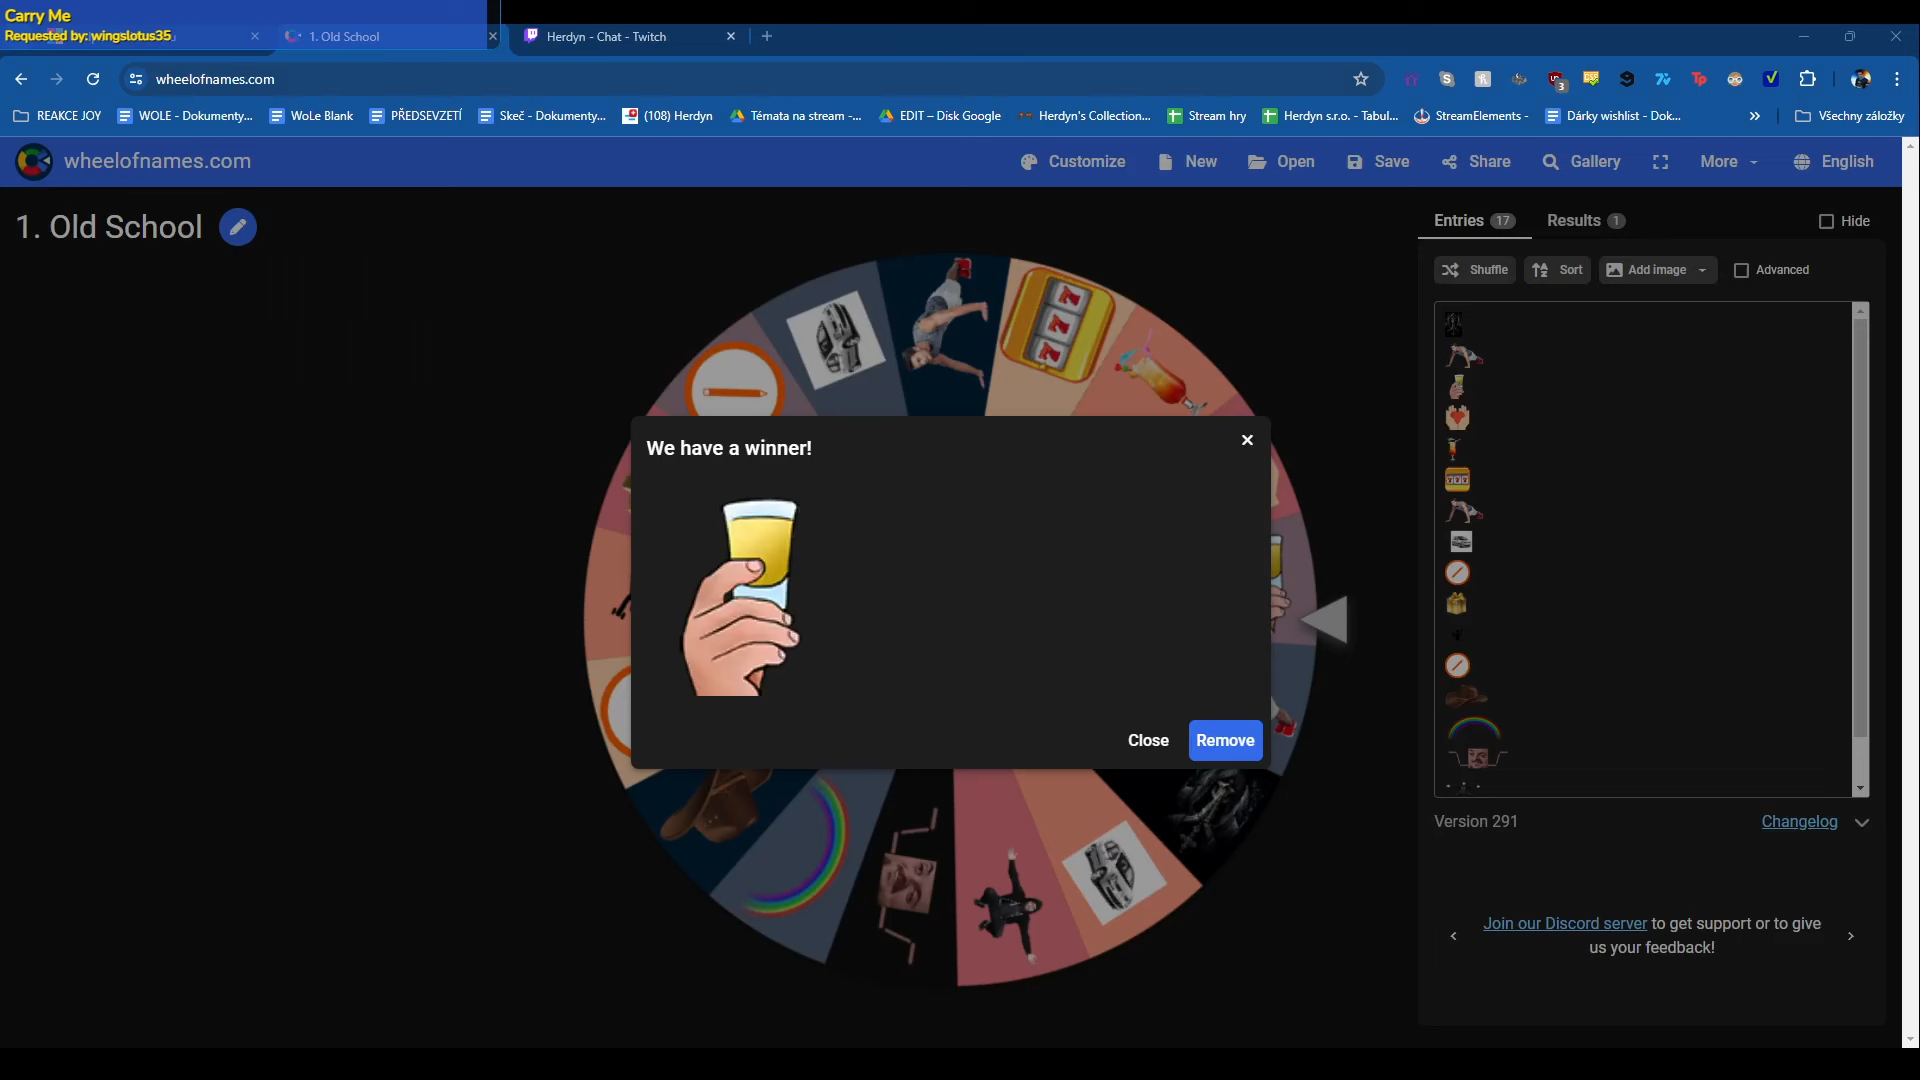 Carry Me
Requested by: wingslotus35
1. Old School
Herdyn - Chat - Twitch
wheelofnames.com
3
REAKCE JOY
WOLE - Dokumenty...
WoLe Blank
PŘEDSEVZETÍ
Skeč - Dokumenty...
(108) Herdyn
Témata na stream -...
EDIT – Disk Google
Herdyn's Collection...
Stream hry
Herdyn s.r.o. - Tabul...
StreamElements -
Dárky wishlist - Dok...
Všechny záložky
wheelofnames.com
Customize
New
Open
Save
Share
Gallery
More
English
1. Old School
Entries 17
Results 1
Hide
Shuffle
Sort
Add image
Advanced
We have a winner!
Close
Remove
Version 291
Changelog
Join our Discord server to get support or to give
us your feedback!